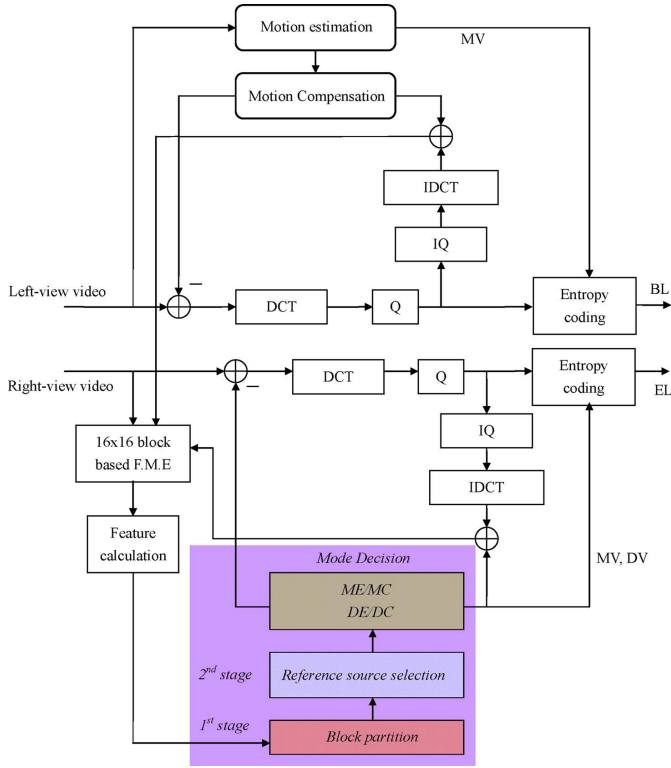 Motion estimation
MV
Motion Compensation
IDCT
IQ
Left-view video
–
DCT
Q
Entropy
coding
BL
Right-view video
–
DCT
Q
Entropy
coding
EL
16x16 block
based F.M.E
IQ
IDCT
Feature
calculation
Mode Decision
MV, DV
ME/MC
DE/DC
2nd stage
Reference source selection
1st stage
Block partition